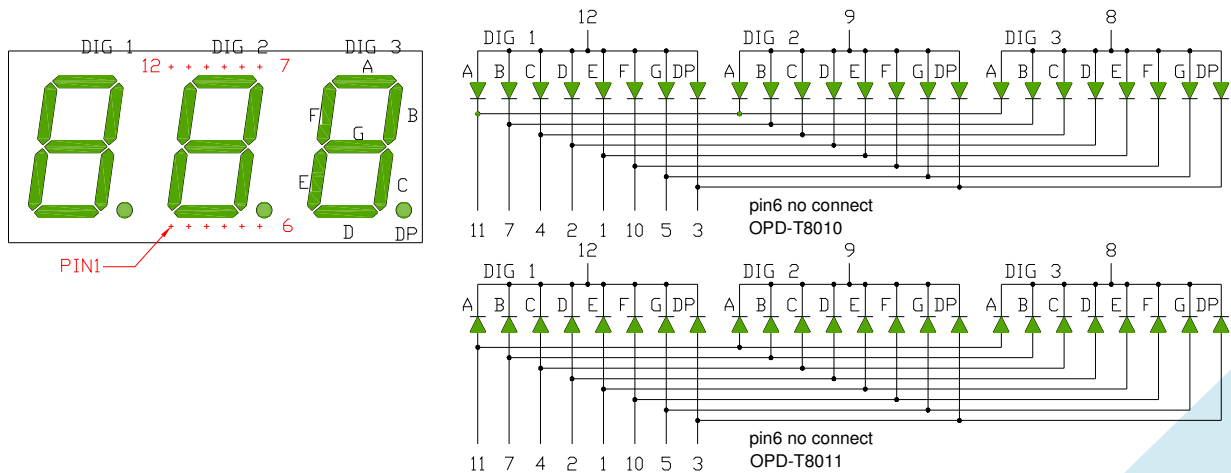 DIG 1 DIG 2 DIG 3
12 7
A
F B
G
E C
6
D DP
PIN1
12 9 8
DIG 1 DIG 2 DIG 3
A B C D E F G DP A B C D E F G DP A B C D E F G DP
pin6 no connect
11 7 4 2 1 10 5 3 OPD-T8010
12 9 8
DIG 1 DIG 2 DIG 3
A B C D E F G DP A B C D E F G DP A B C D E F G DP
pin6 no connect
11 7 4 2 1 10 5 3 OPD-T8011